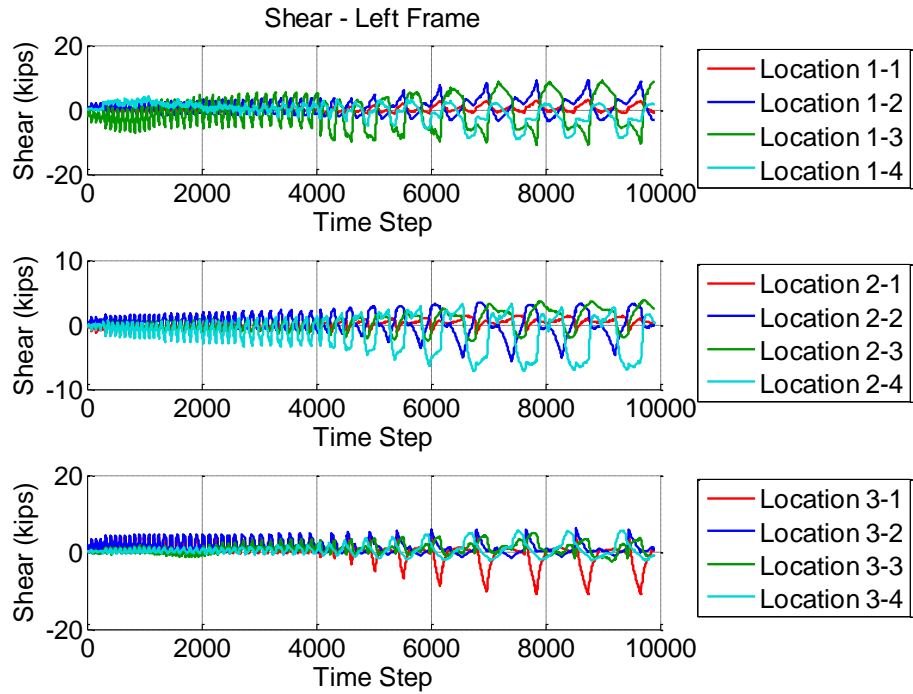 Shear - Left Frame
Shear (kips)
20
0
-20
0 2000 4000 6000 8000 10000
Time Step
Location 1-1
Location 1-2
Location 1-3
Location 1-4
Shear (kips)
10
0
-10
0 2000 4000 6000 8000 10000
Time Step
Location 2-1
Location 2-2
Location 2-3
Location 2-4
Shear (kips)
20
0
-20
0 2000 4000 6000 8000 10000
Time Step
Location 3-1
Location 3-2
Location 3-3
Location 3-4